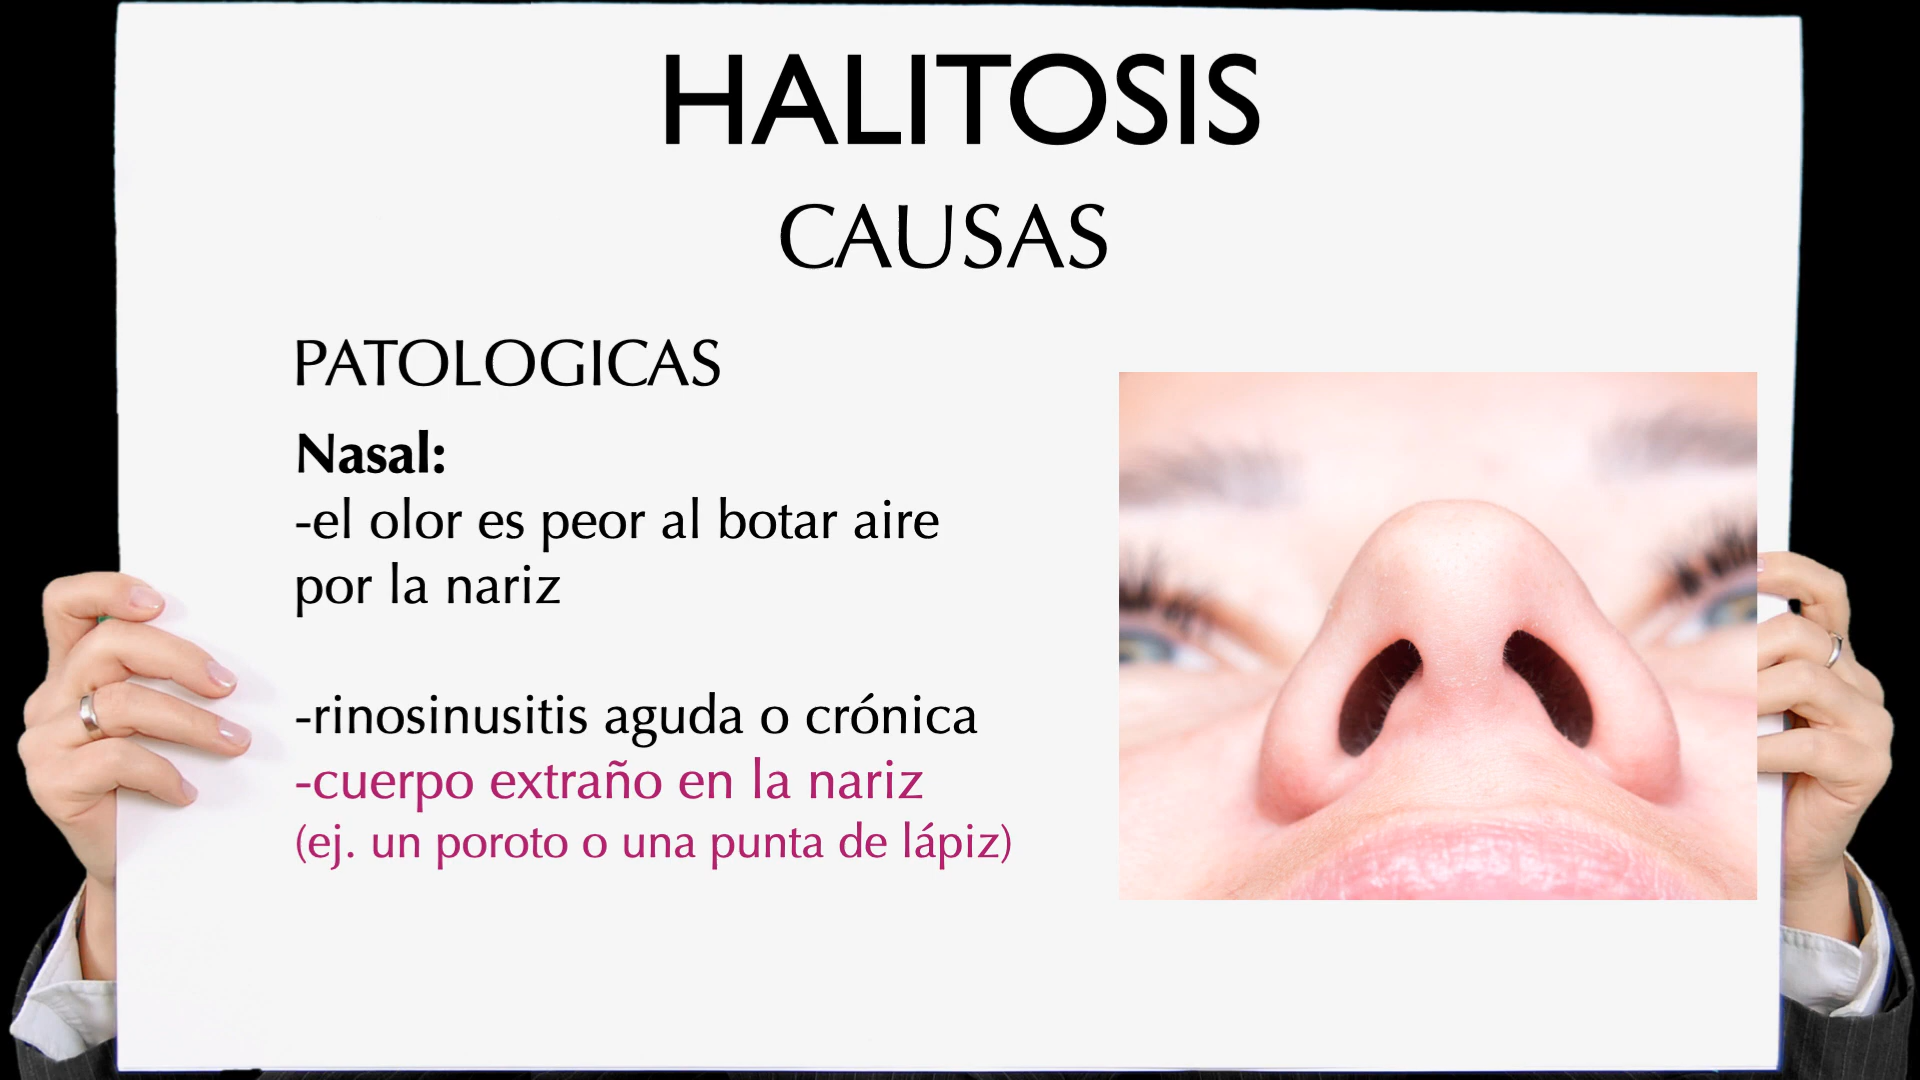 HALITOSIS
CAUSAS
PATOLOGICAS
Nasal:
-el olor es peor al botar aire
por la nariz
-rinosinusitis aguda o crónica
-cuerpo extraño en la nariz
(ej. un poroto o una punta de lápiz)